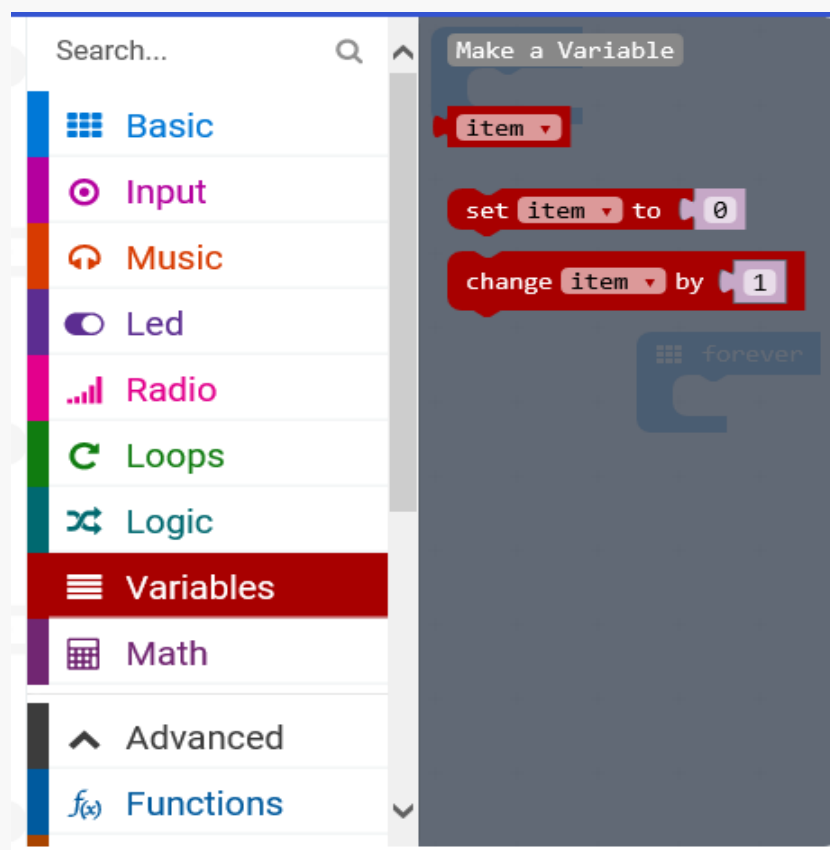 Search...
Basic
Input
Music
Led
Radio
Loops
Logic
Variables
Math
Advanced
f(x) Functions
Make a Variable
item
set item to 0
change item by 1
forever